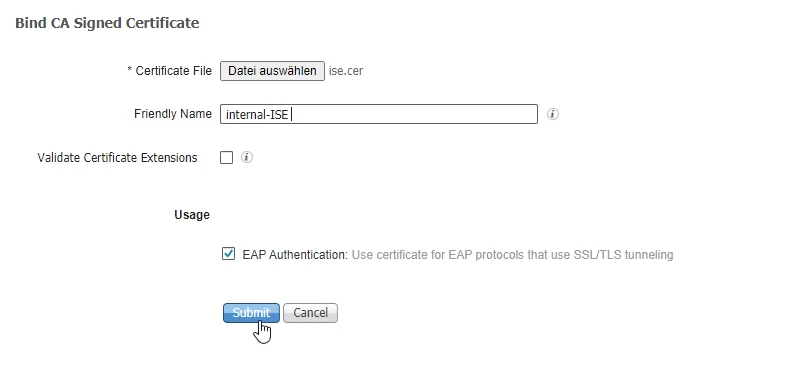 Bind CA Signed Certificate
* Certificate File Datei auswählen ise.cer
Friendly Name internal-ISE
Validate Certificate Extensions
Usage
EAP Authentication: Use certificate for EAP protocols that use SSL/TLS tunneling
Submit Cancel